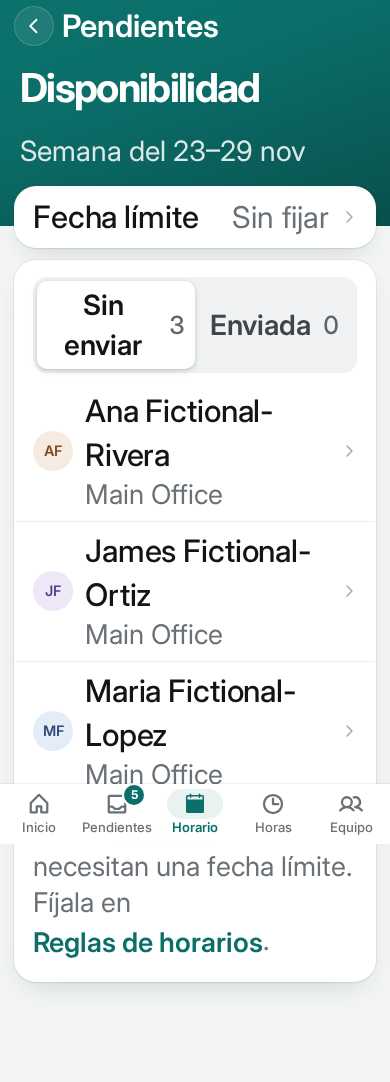 Pendientes
Disponibilidad
Semana del 23–29 nov
Fecha límite Sin fijar
Sin enviar 3 Enviada 0
AF Ana Fictional-Rivera
Main Office
JF James Fictional-Ortiz
Main Office
MF Maria Fictional-Lopez
Main Office
5
Inicio Pendientes Horario Horas Equipo
necesitan una fecha límite.
Fíjala en
Reglas de horarios.